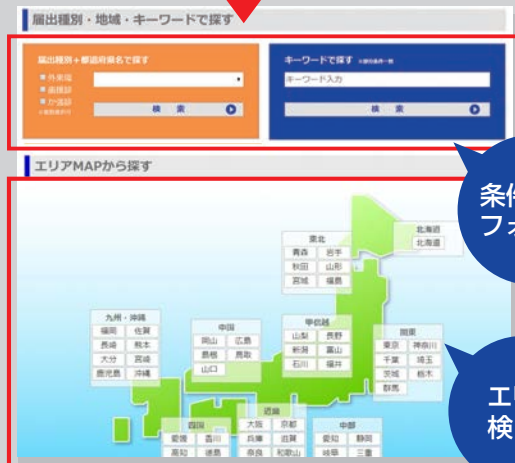 届出種別・地域・キーワードで探す
届出種別+都道府県名で探す
外来環
歯援診
か強診
検 索
キーワードで探す
キーワード入力
検 索
エリアMAPから探す
北海道
北海道
東北
青森 岩手
秋田 山形
宮城 福島
九州・沖縄
福岡 佐賀
長崎 熊本
大分 宮崎
鹿児島 沖縄
中国
岡山 広島
島根 鳥取
山口
甲信越
山梨 長野
新潟 富山
石川 福井
関東
東京 神奈川
千葉 埼玉
茨城 栃木
群馬
四国
愛媛 香川
高知 徳島
近畿
大阪 京都
兵庫 滋賀
奈良 和歌山
中部
愛知 静岡
岐阜 三重
条件
フォ
エリ
検